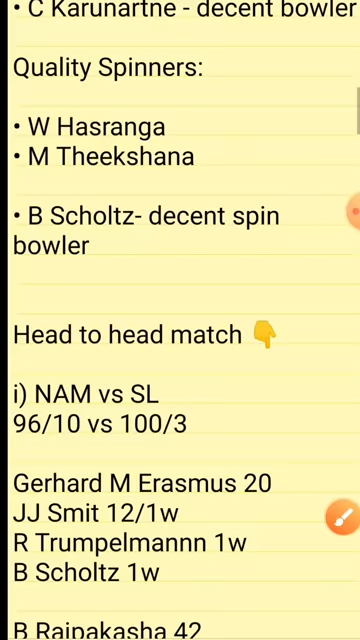 • C Karunartne - decent bowler
Quality Spinners:
• W Hasranga
• M Theekshana
• B Scholtz- decent spin
bowler
Head to head match 👇
i) NAM vs SL
96/10 vs 100/3
Gerhard M Erasmus 20
JJ Smit 12/1w
R Trumpelmannn 1w
B Scholtz 1w
B Rajpakasha 42